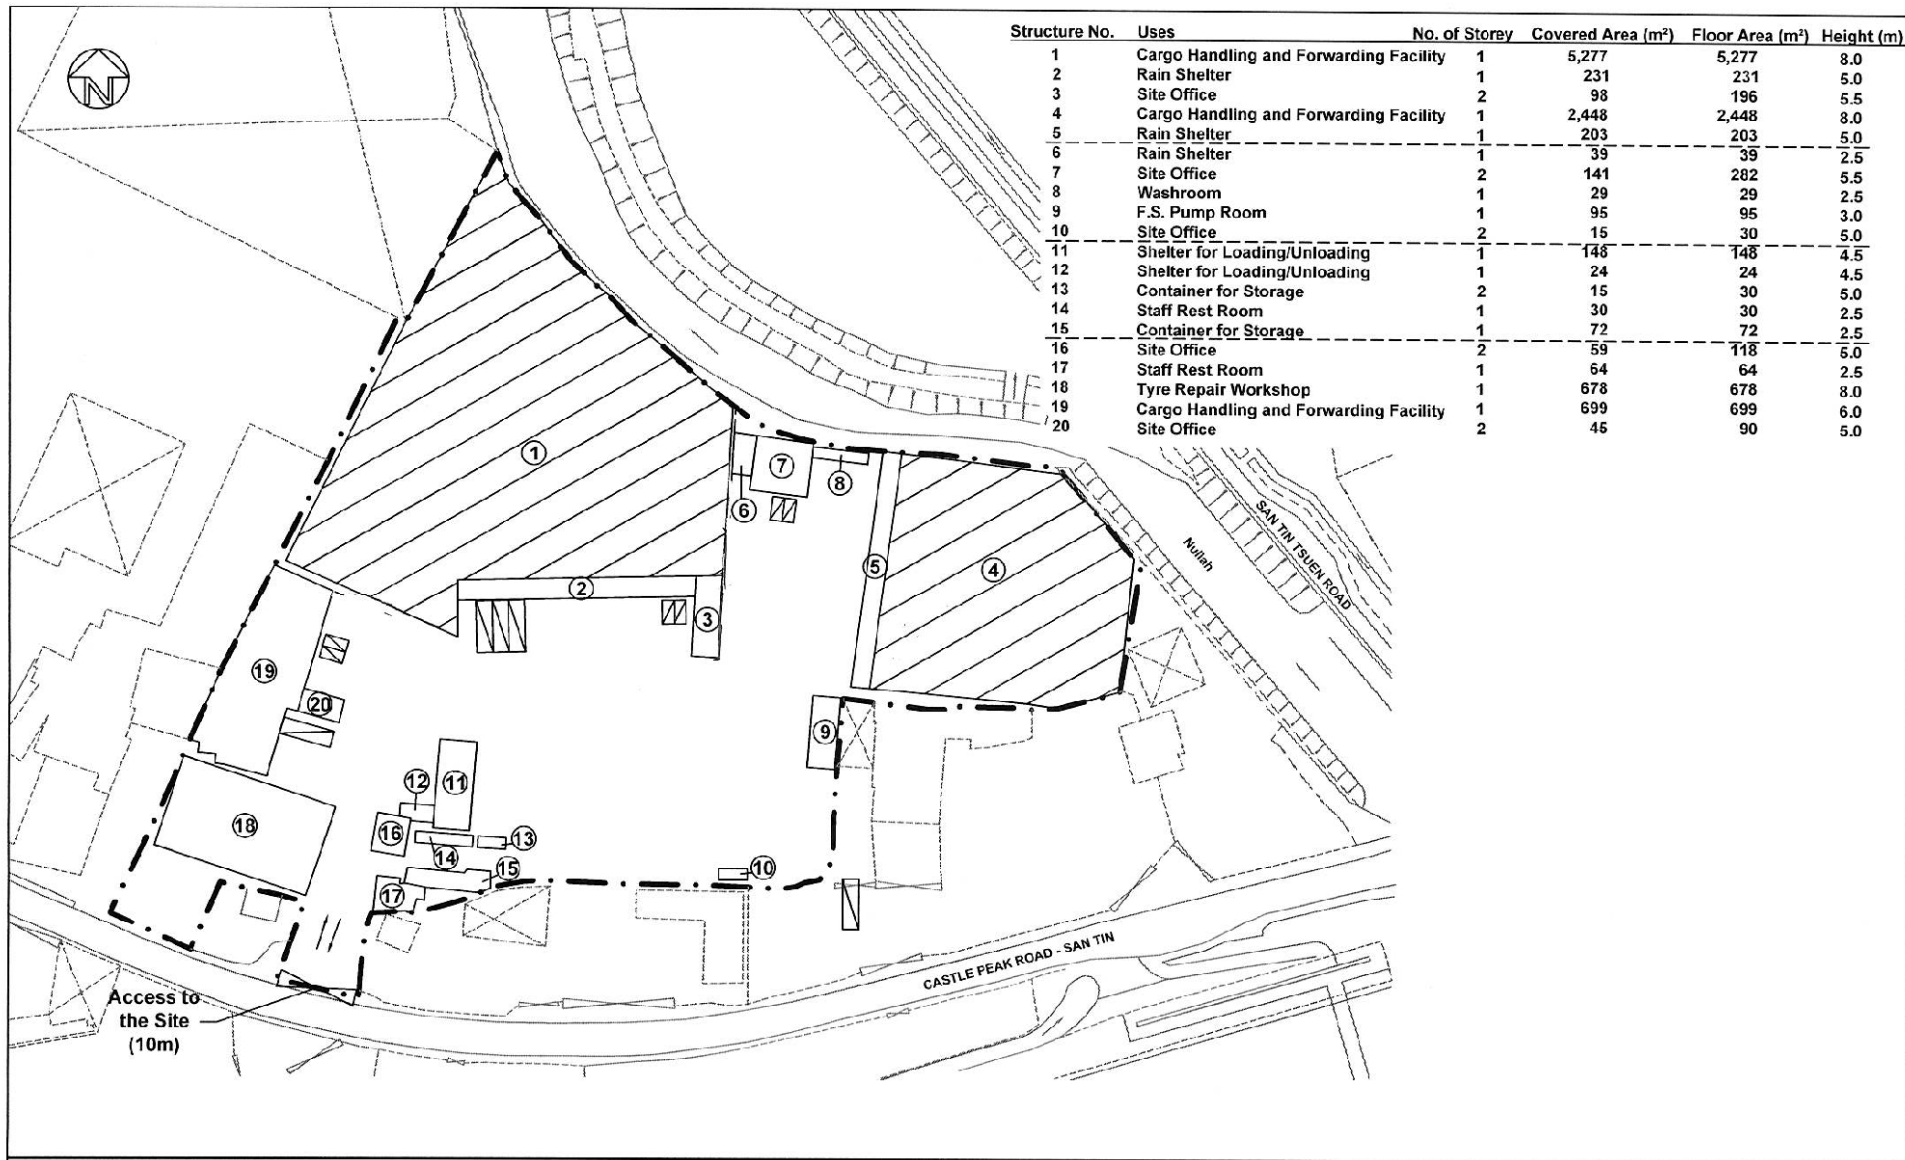 Structure No. Uses No. of Storey Covered Area (m²) Floor Area (m²) Height (m)
1 Cargo Handling and Forwarding Facility 1 5,277 5,277 8.0
2 Rain Shelter 1 231 231 5.0
3 Site Office 2 98 196 5.5
4 Cargo Handling and Forwarding Facility 1 2,448 2,448 8.0
5 Rain Shelter 1 203 203 5.0
6 Rain Shelter 1 39 39 2.5
7 Site Office 2 141 282 5.5
8 Washroom 1 29 29 2.5
9 F.S. Pump Room 1 95 95 3.0
10 Site Office 2 15 30 5.0
11 Shelter for Loading/Unloading 1 148 148 4.5
12 Shelter for Loading/Unloading 1 24 24 4.5
13 Container for Storage 2 15 30 5.0
14 Staff Rest Room 1 30 30 2.5
15 Container for Storage 1 72 72 2.5
16 Site Office 2 59 118 5.0
17 Staff Rest Room 1 64 64 2.5
18 Tyre Repair Workshop 1 678 678 8.0
19 Cargo Handling and Forwarding Facility 1 699 699 6.0
20 Site Office 2 45 90 5.0
N
1
7
8
6
5
4
Nullah
SAN TIN TSUEN ROAD
2
3
19
20
9
12
11
18
16
13
14
15
10
17
CASTLE PEAK ROAD - SAN TIN
Access to
the Site
(10m)